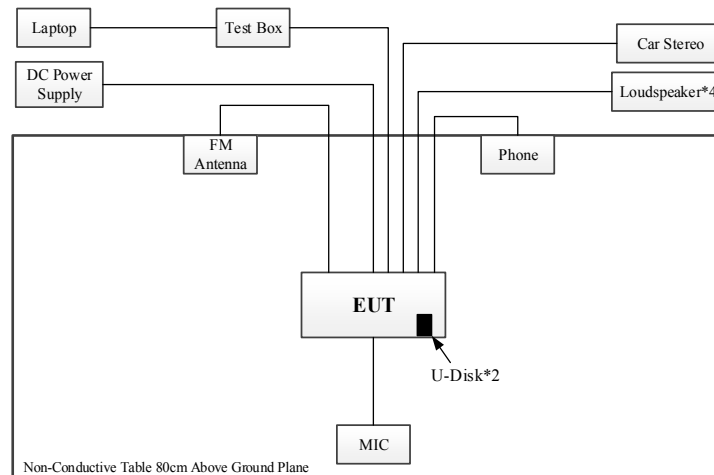 Laptop
Test Box
Car Stereo
DC Power
Supply
Loudspeaker*4
FM
Antenna
Phone
EUT
U-Disk*2
MIC
Non-Conductive Table 80cm Above Ground Plane